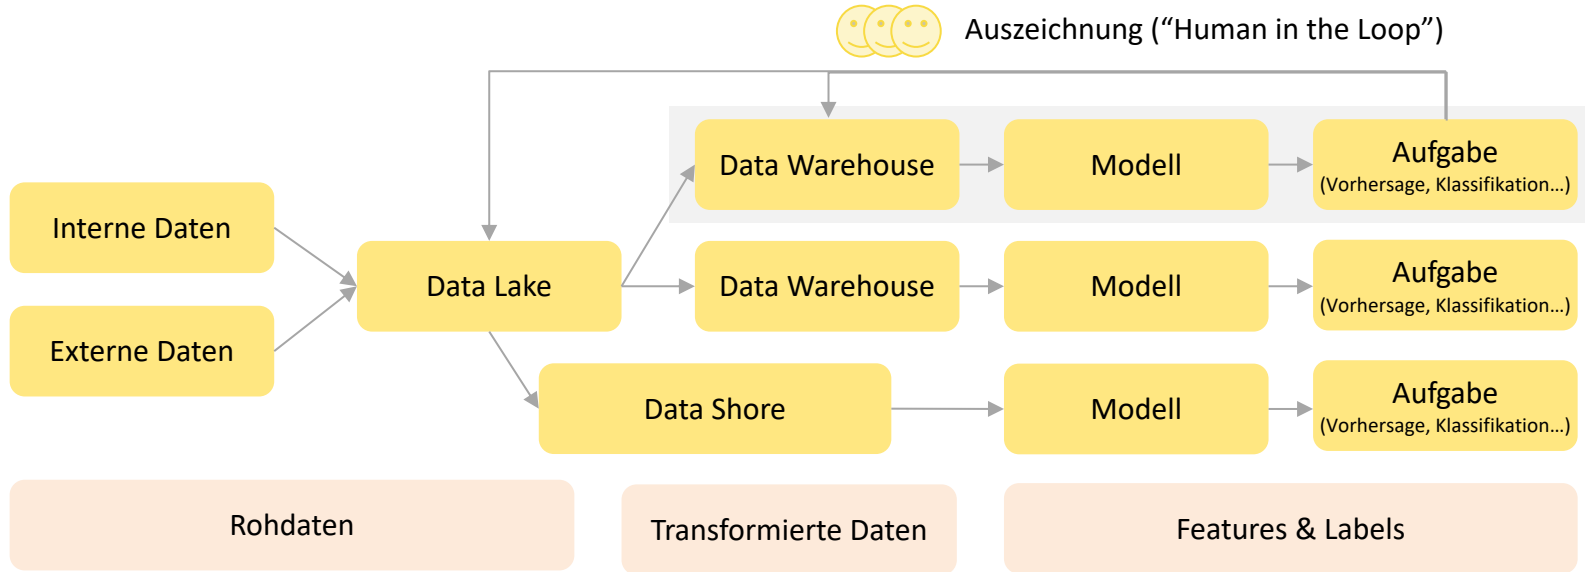 Auszeichnung (“Human in the Loop”)
Data Warehouse
Modell
Aufgabe
(Vorhersage, Klassifikation…)
Interne Daten
Externe Daten
Data Lake
Data Warehouse
Modell
Aufgabe
(Vorhersage, Klassifikation…)
Data Shore
Modell
Aufgabe
(Vorhersage, Klassifikation…)
Rohdaten
Transformierte Daten
Features & Labels